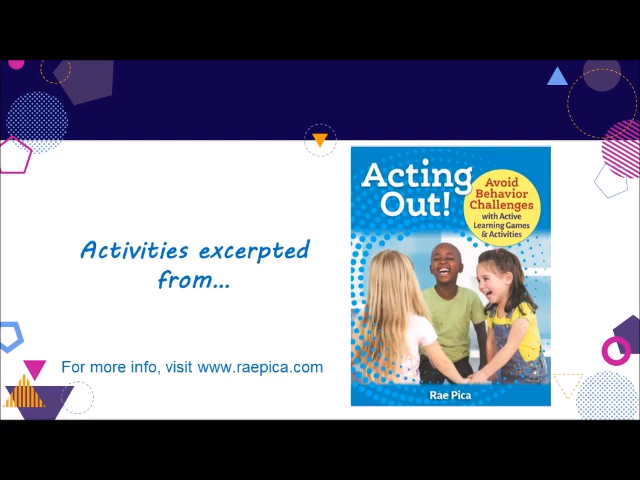 Activities excerpted
from...
For more info, visit www.raepica.com
Acting
Out!
Avoid
Behavior
Challenges
with Active
Learning Games
& Activities
Rae Pica